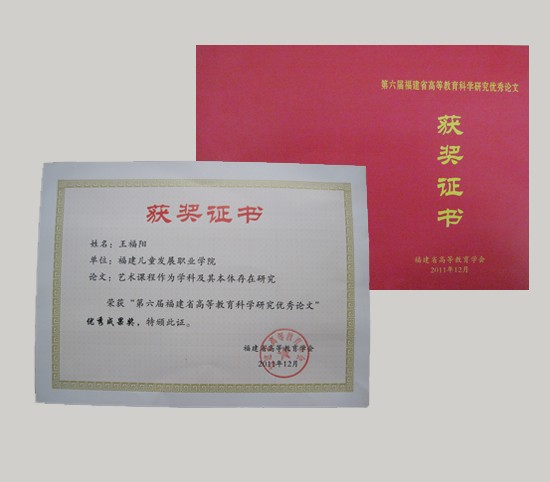 第六届福建省高等教育科学研究优秀论文
获奖证书
福建省高等教育学会
2011年12月
获奖证书
姓名：王福阳
单位：福建儿童发展职业学院
论文：艺术课程作为学科及其本体存在研究
荣获“第六届福建省高等教育科学研究优秀论文”
优秀成果奖，特颁此证。
福建省高等教育学会
2011年12月